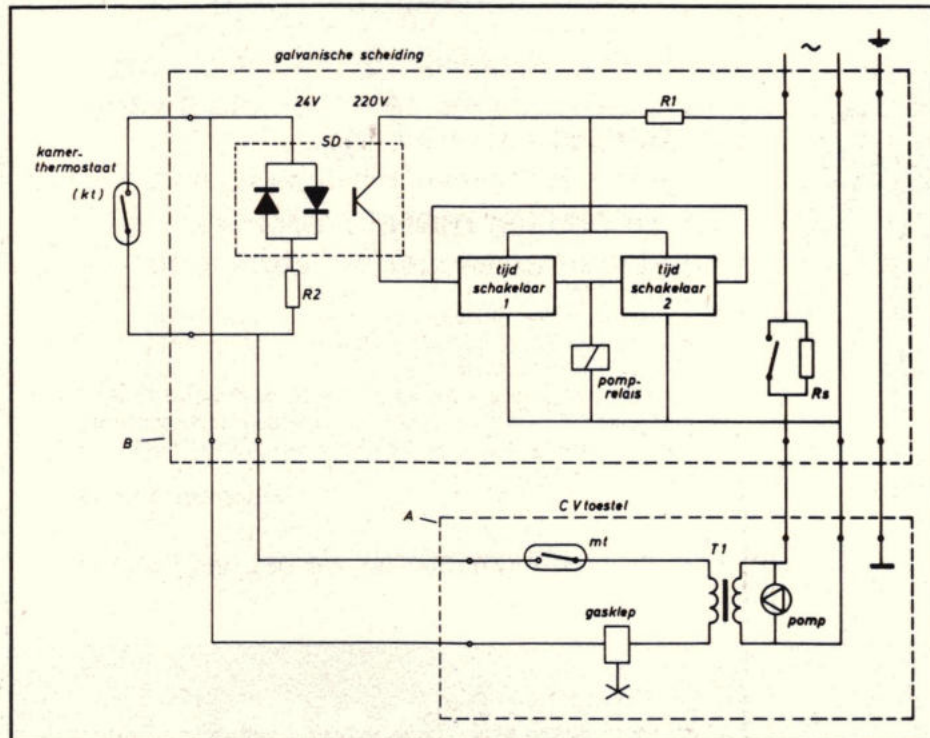 galvanische scheiding
~
24V 220V
R1
SD
kamer-
thermostaat
(kt)
R2
tijd
schakelaar
1
tijd
schakelaar
2
pomp-
relais
Rs
B
CV toestel
A
mt
T1
gasklep
pomp